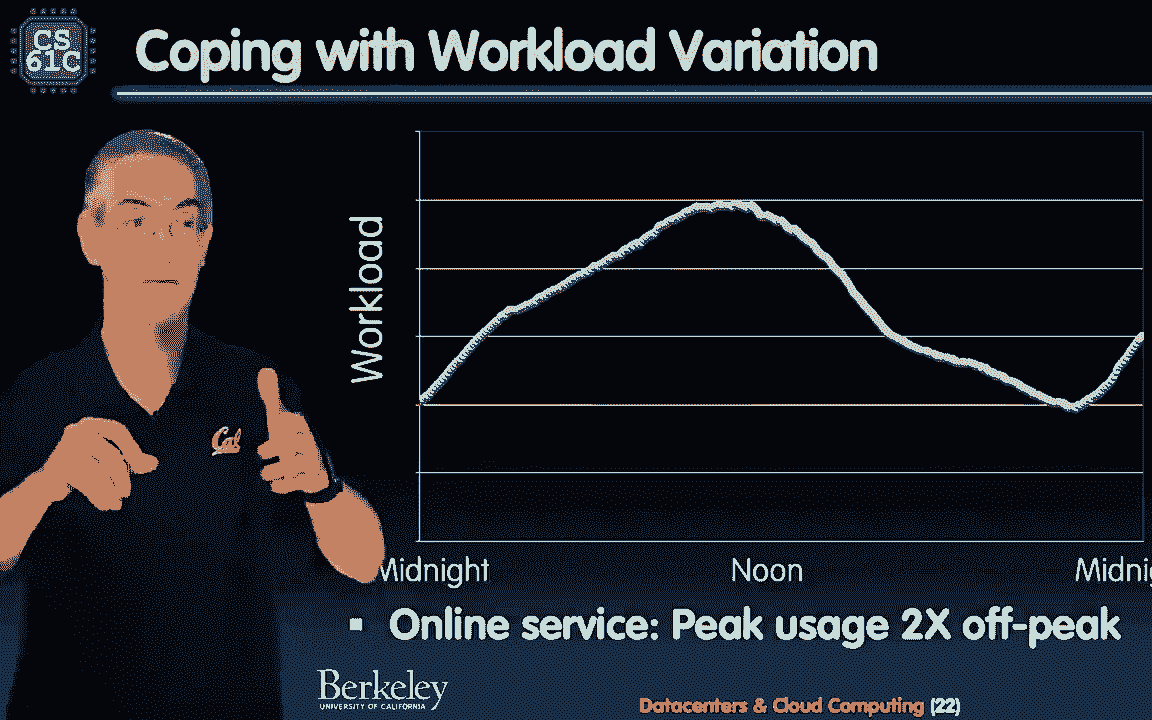 CS
61C
Coping with Workload Variation
Workload
Midnight
Noon
Cal
▪ Online service: Peak usage 2X off-peak
Berkeley
UNIVERSITY OF CALIFORNIA
Datacenters & Cloud Computing (22)